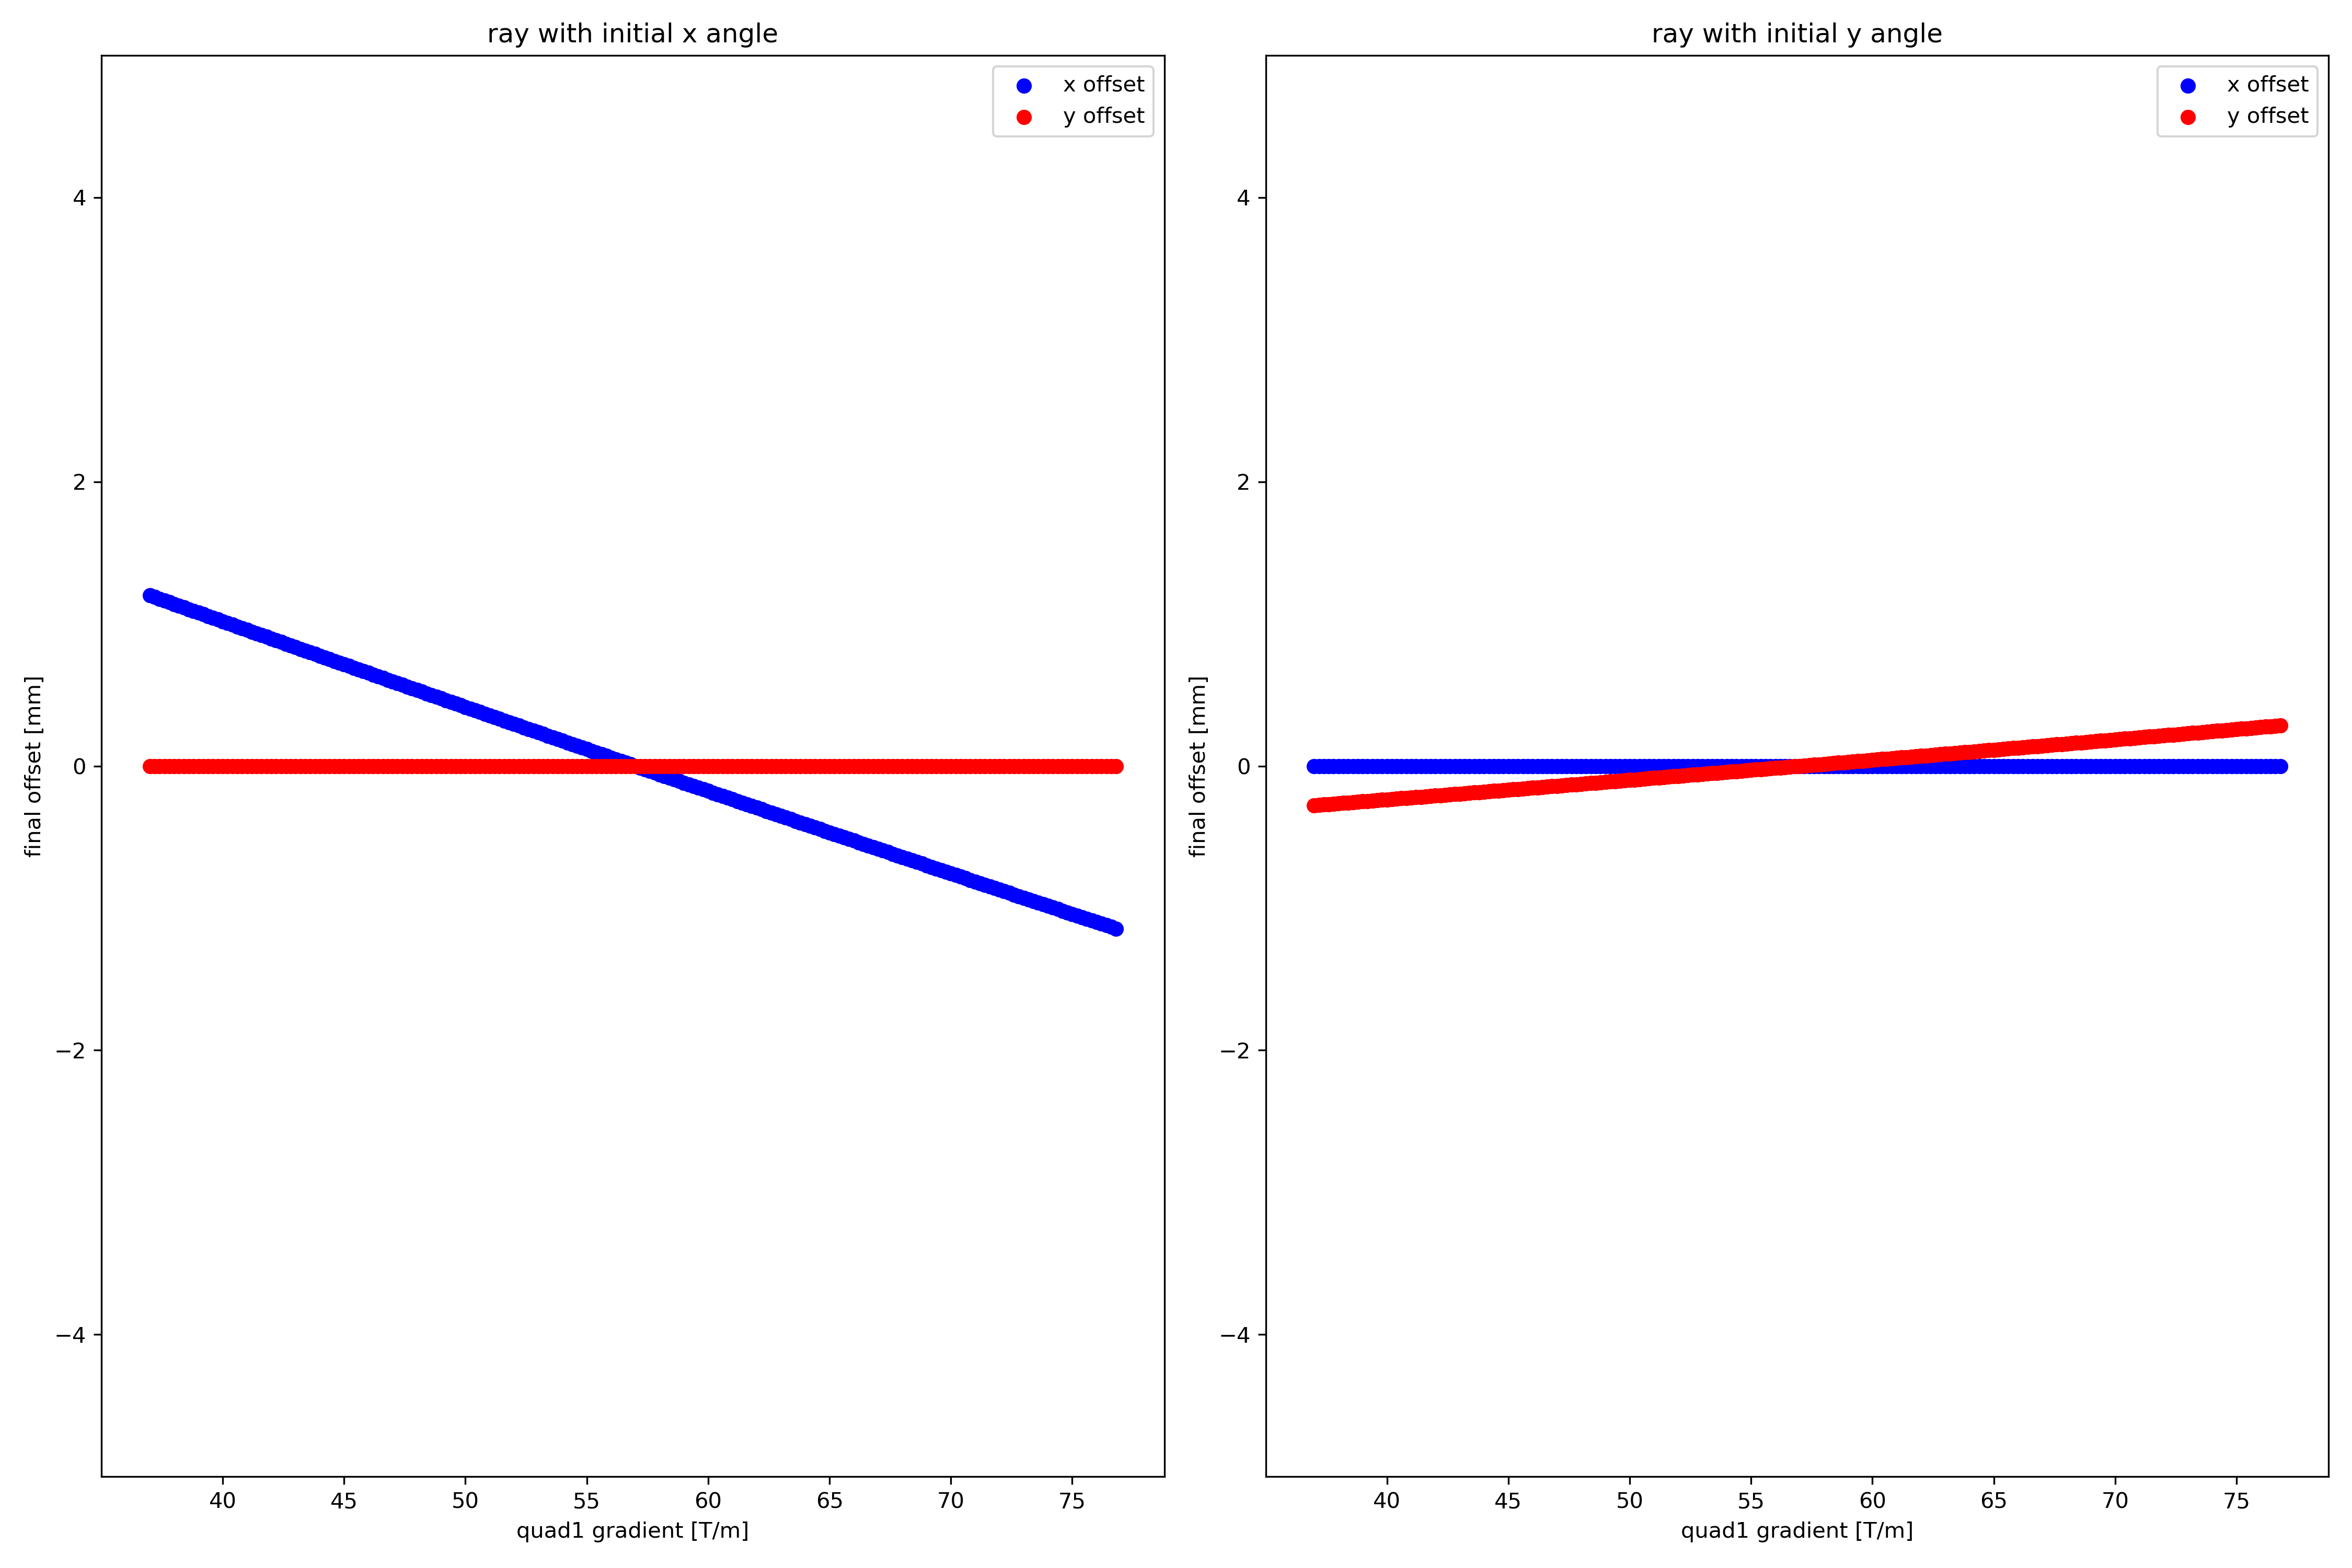 ray with initial x angle
x offset
y offset
4
2
0
−2
−4
final offset [mm]
40 45 50 55 60 65 70 75
quad1 gradient [T/m]
ray with initial y angle
x offset
y offset
4
2
0
−2
−4
final offset [mm]
40 45 50 55 60 65 70 75
quad1 gradient [T/m]